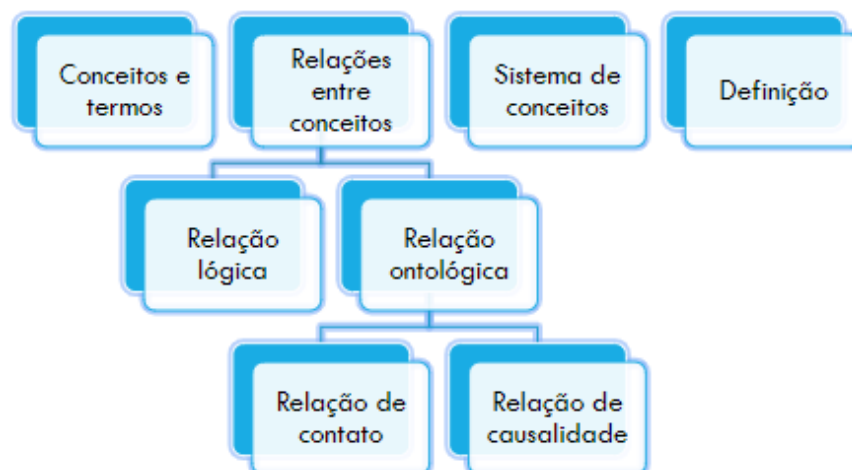 Conceitos e
termos
Relações
entre
conceitos
Sistema de
conceitos
Definição
Relação
lógica
Relação
ontológica
Relação de
contato
Relação de
causalidade